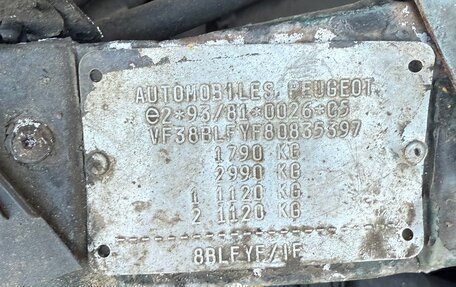 AUTOMOBILES PEUGEOT
e2*93/81*0026*05
VF38BLFYF80835397
1790 KG
2990 KG
1 1120 KG
2 1120 KG
--------------------
8BLFYF/1F